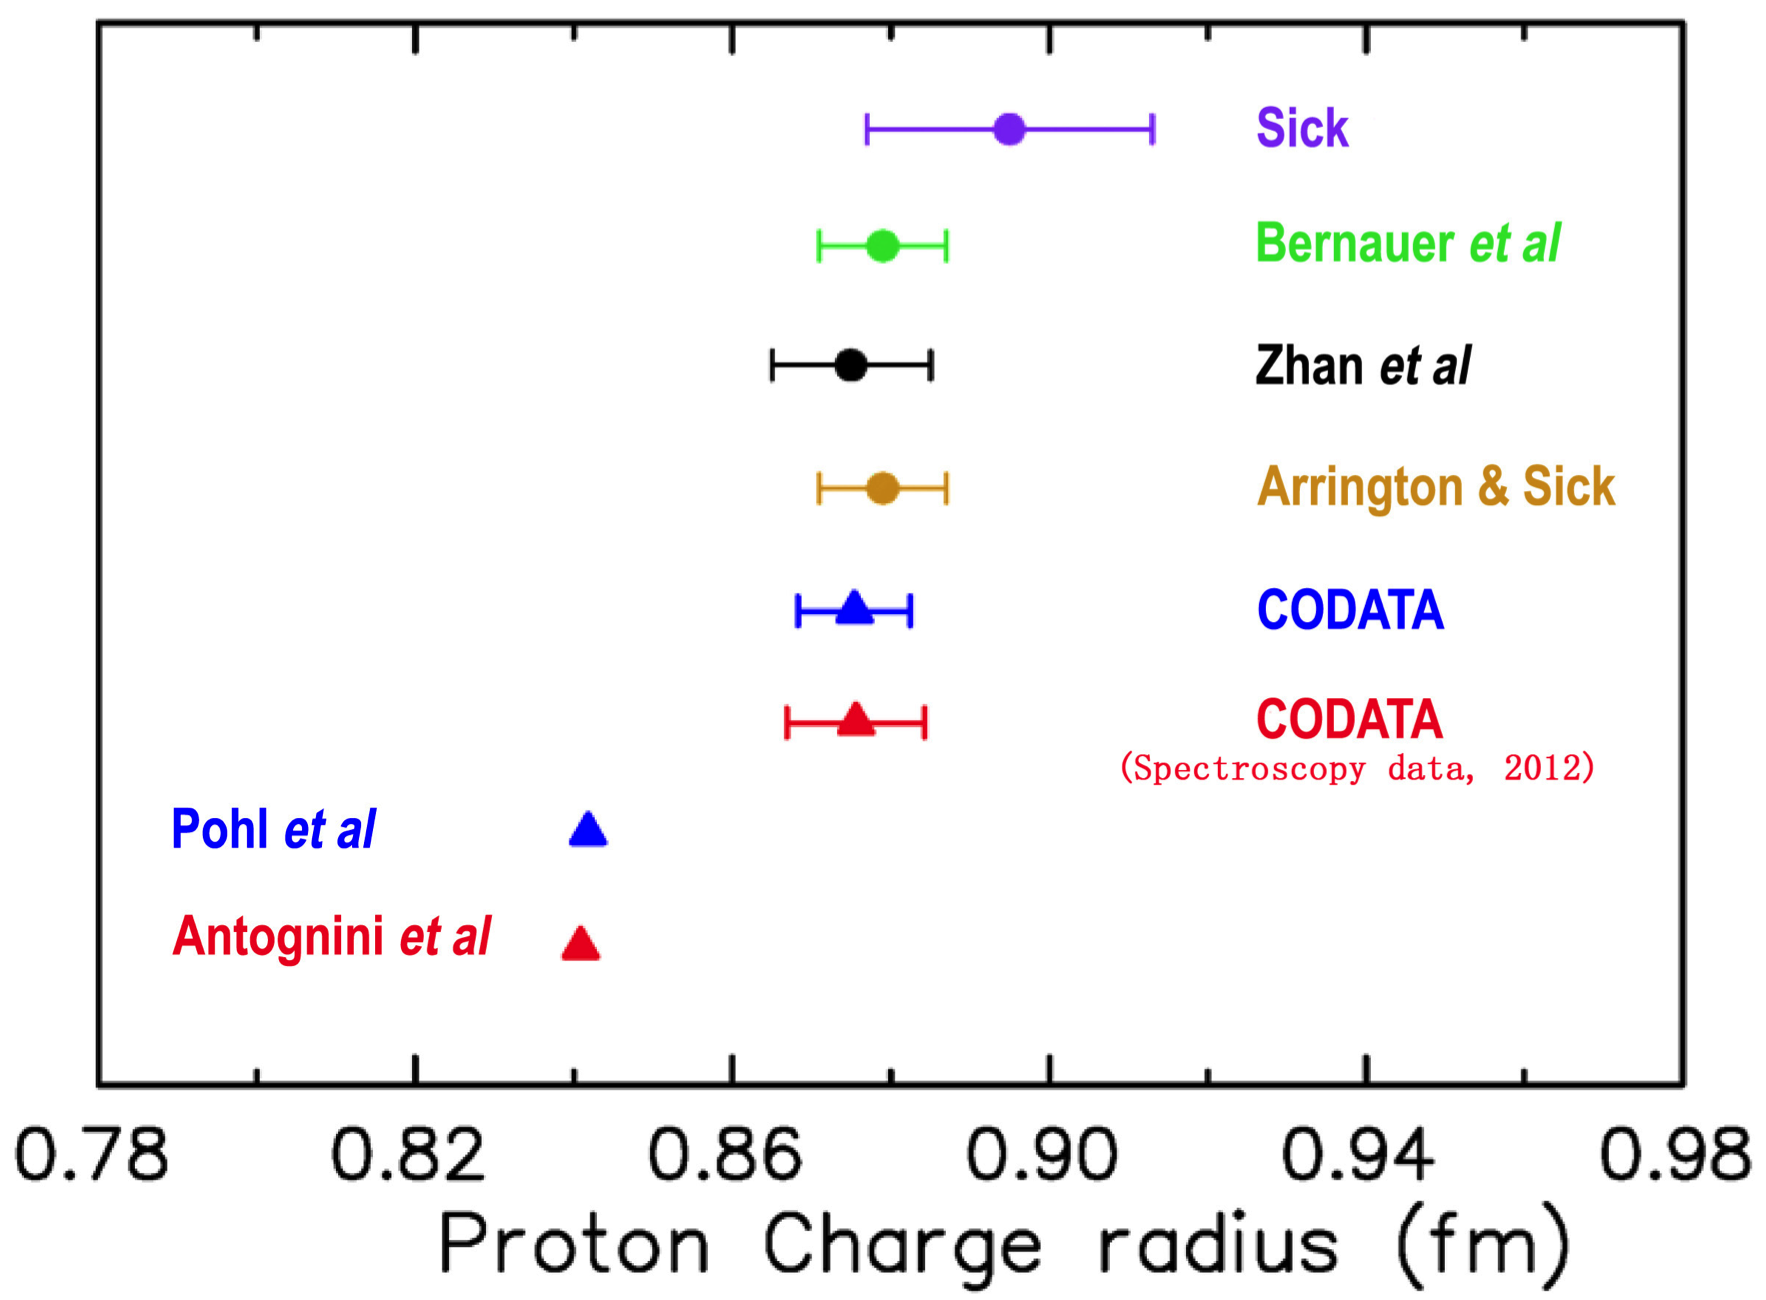 Sick
Bernauer et al
Zhan et al
Arrington & Sick
CODATA
CODATA
(Spectroscopy data, 2012)
Pohl et al
Antognini et al
0.78 0.82 0.86 0.90 0.94 0.98
Proton Charge radius (fm)